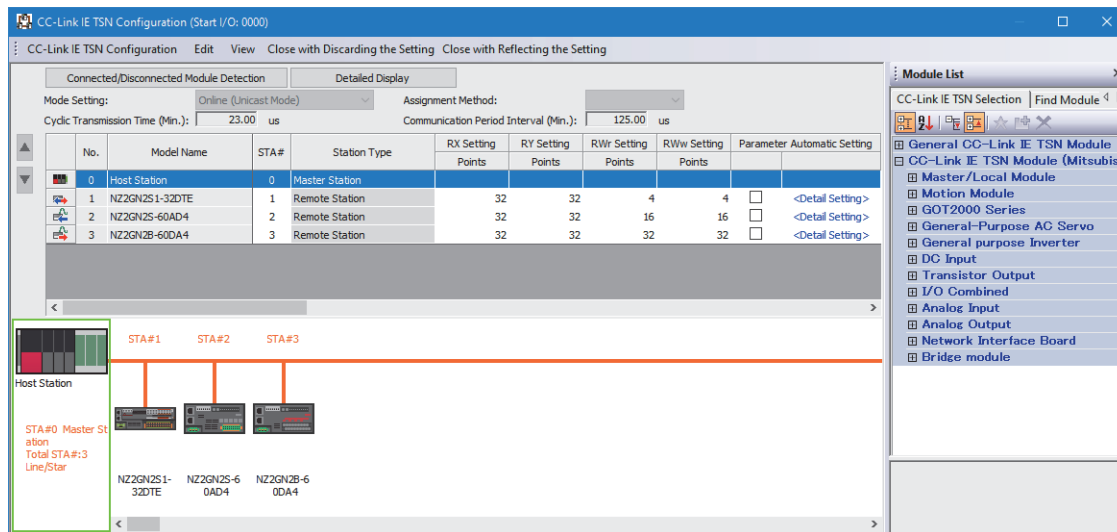 CC-Link IE TSN Configuration (Start I/O: 0000)
CC-Link IE TSN Configuration Edit View Close with Discarding the Setting Close with Reflecting the Setting
Connected/Disconnected Module Detection Detailed Display
Mode Setting: Online (Unicast Mode) Assignment Method:
Cyclic Transmission Time (Min.): 23.00 us Communication Period Interval (Min.): 125.00 us
No. Model Name STA# Station Type RX Setting RY Setting RWr Setting RWw Setting Parameter Automatic Setting
Points Points Points Points
0 Host Station 0 Master Station
1 NZ2GN2S1-32DTE 1 Remote Station 32 32 4 4 <Detail Setting>
2 NZ2GN2S-60AD4 2 Remote Station 32 32 16 16 <Detail Setting>
3 NZ2GN2B-60DA4 3 Remote Station 32 32 32 32 <Detail Setting>
STA#1 STA#2 STA#3
Host Station
STA#0 Master St
ation
Total STA#:3
Line/Star
NZ2GN2S1-
32DTE
NZ2GN2S-6
0AD4
NZ2GN2B-6
0DA4
Module List
CC-Link IE TSN Selection Find Module
General CC-Link IE TSN Module
CC-Link IE TSN Module (Mitsubis
Master/Local Module
Motion Module
GOT2000 Series
General-Purpose AC Servo
General purpose Inverter
DC Input
Transistor Output
I/O Combined
Analog Input
Analog Output
Network Interface Board
Bridge module